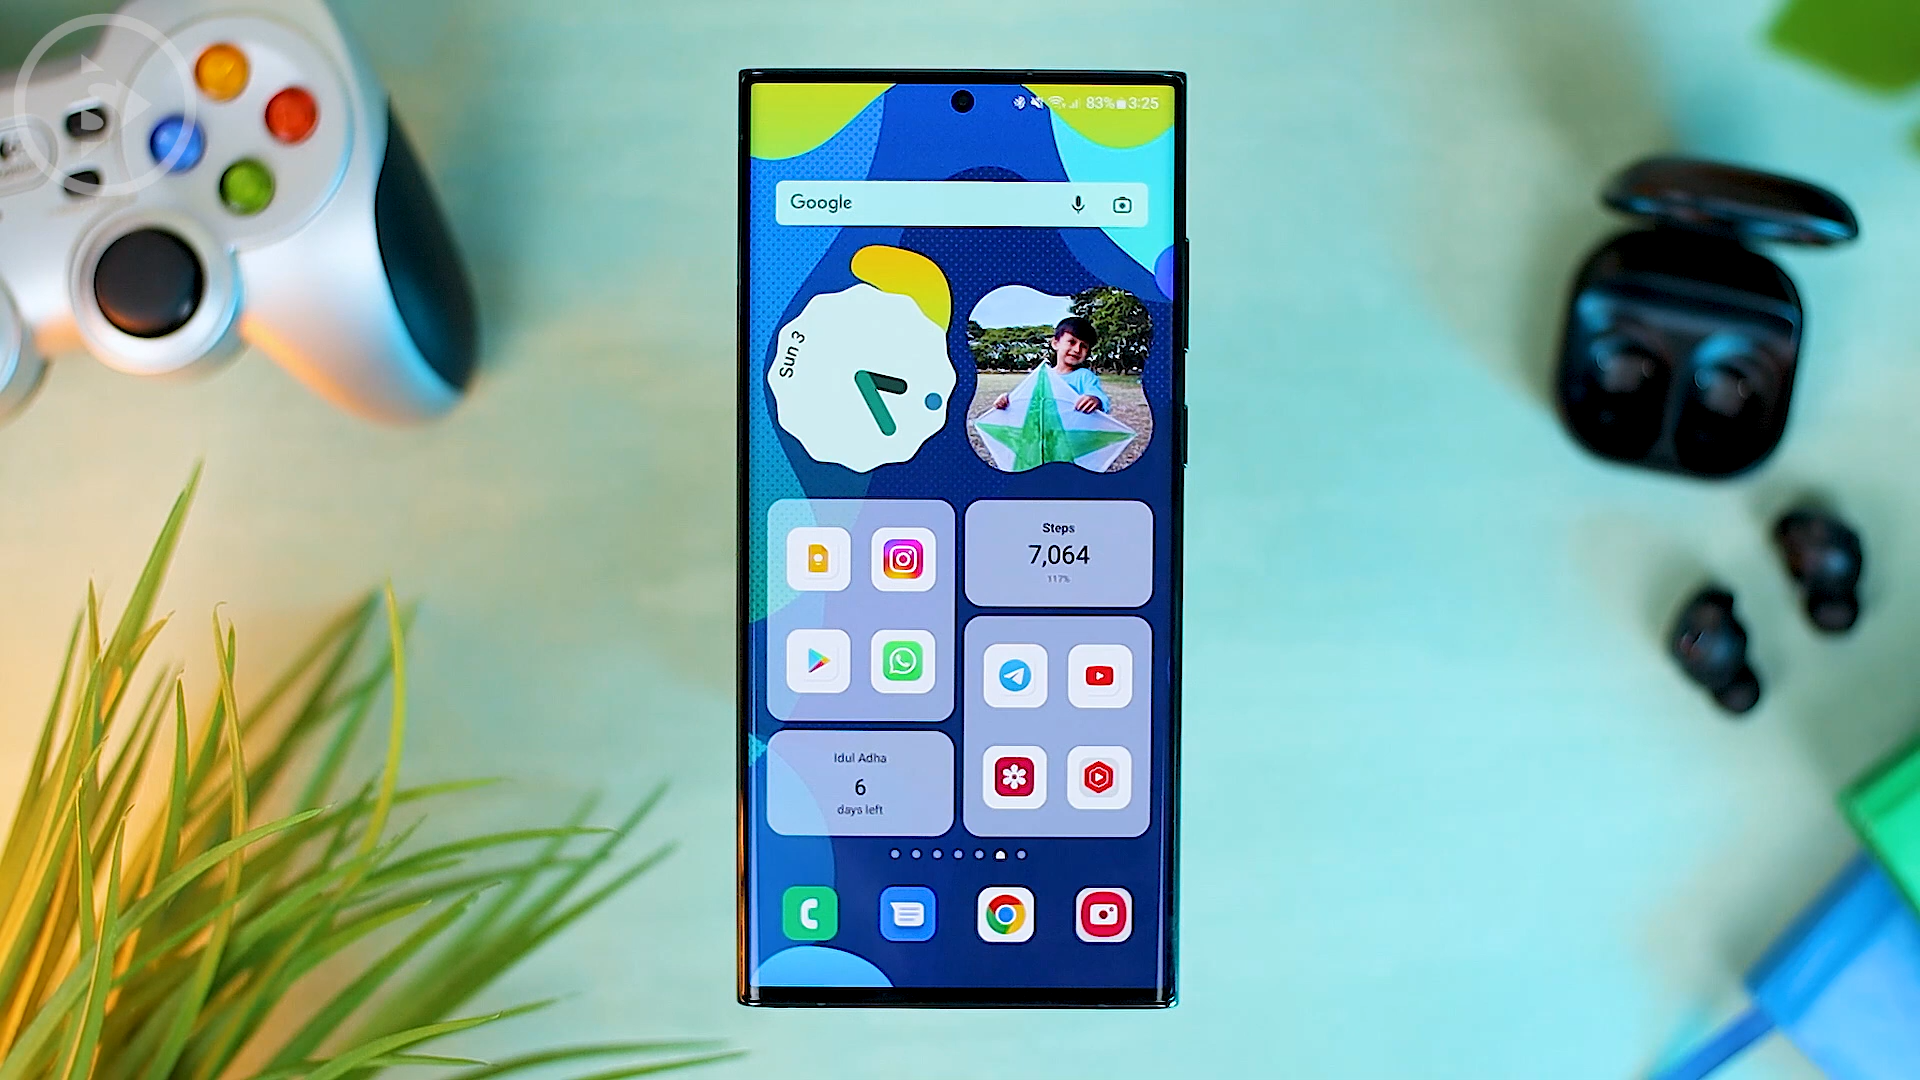 83% 3:25
Google
Sun 3
Steps
7,064
117%
Idul Adha
6
days left